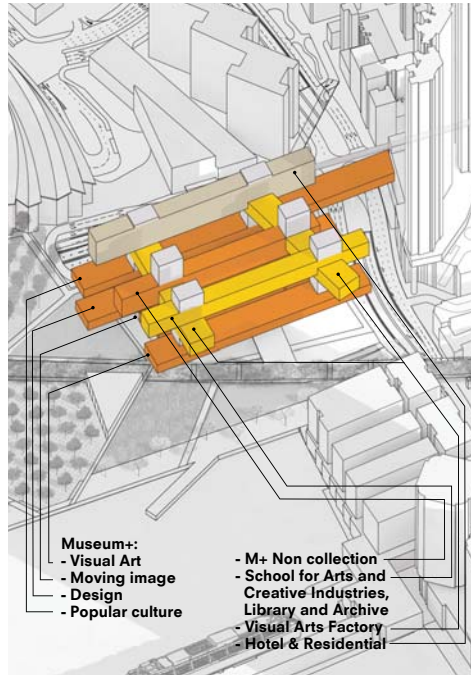 Museum+:
- Visual Art
- Moving image
- Design
- Popular culture
- M+ Non collection
- School for Arts and
Creative Industries,
Library and Archive
- Visual Arts Factory
- Hotel & Residential